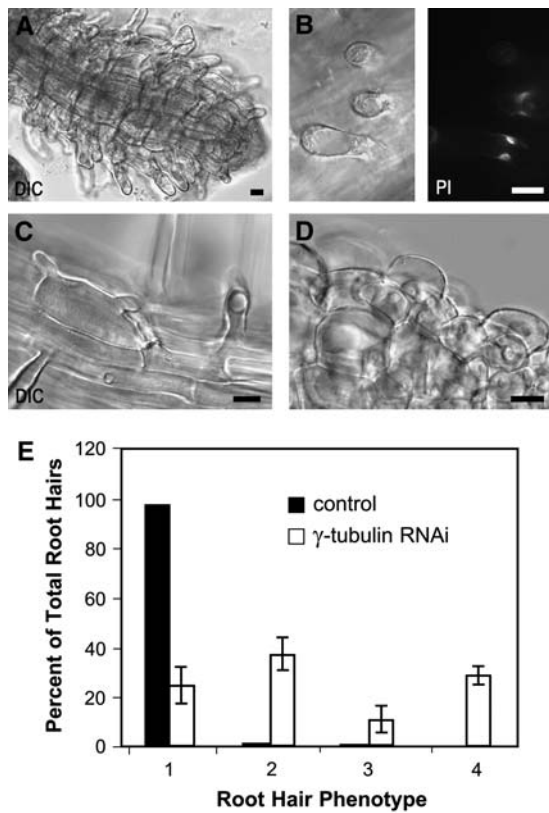 A
DIC
B
PI
C
DIC
D
E
120
100
80
60
40
20
0
Percent of Total Root Hairs
control
γ-tubulin RNAi
1 2 3 4
Root Hair Phenotype